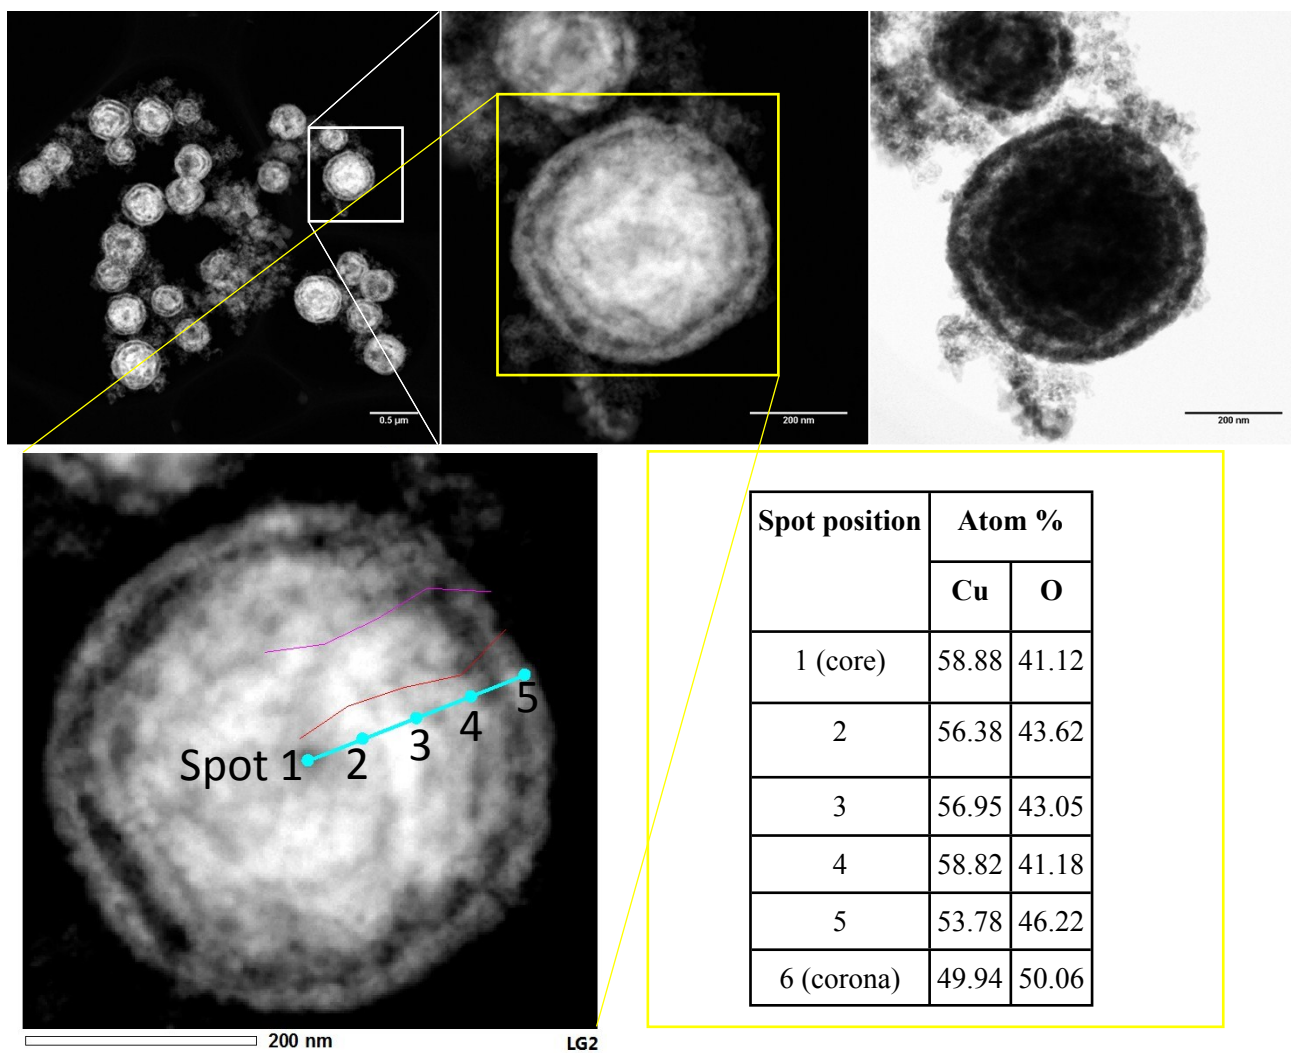 0.5 µm
200 nm
200 nm
Spot position Atom %
Cu O
1 (core) 58.88 41.12
2 56.38 43.62
3 56.95 43.05
4 58.82 41.18
5 53.78 46.22
6 (corona) 49.94 50.06
Spot 1 2 3 4 5
200 nm LG2